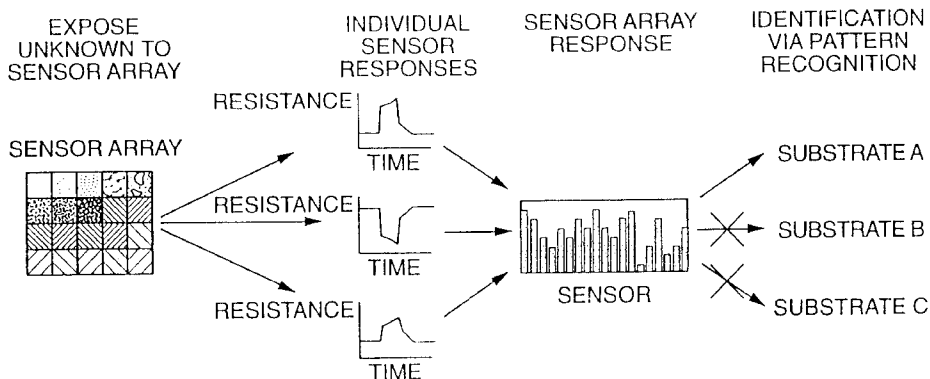 EXPOSE
UNKNOWN TO
SENSOR ARRAY
INDIVIDUAL
SENSOR
RESPONSES
SENSOR ARRAY
RESPONSE
IDENTIFICATION
VIA PATTERN
RECOGNITION
SENSOR ARRAY
RESISTANCE
TIME
RESISTANCE
TIME
RESISTANCE
TIME
SENSOR
SUBSTRATE A
SUBSTRATE B
SUBSTRATE C